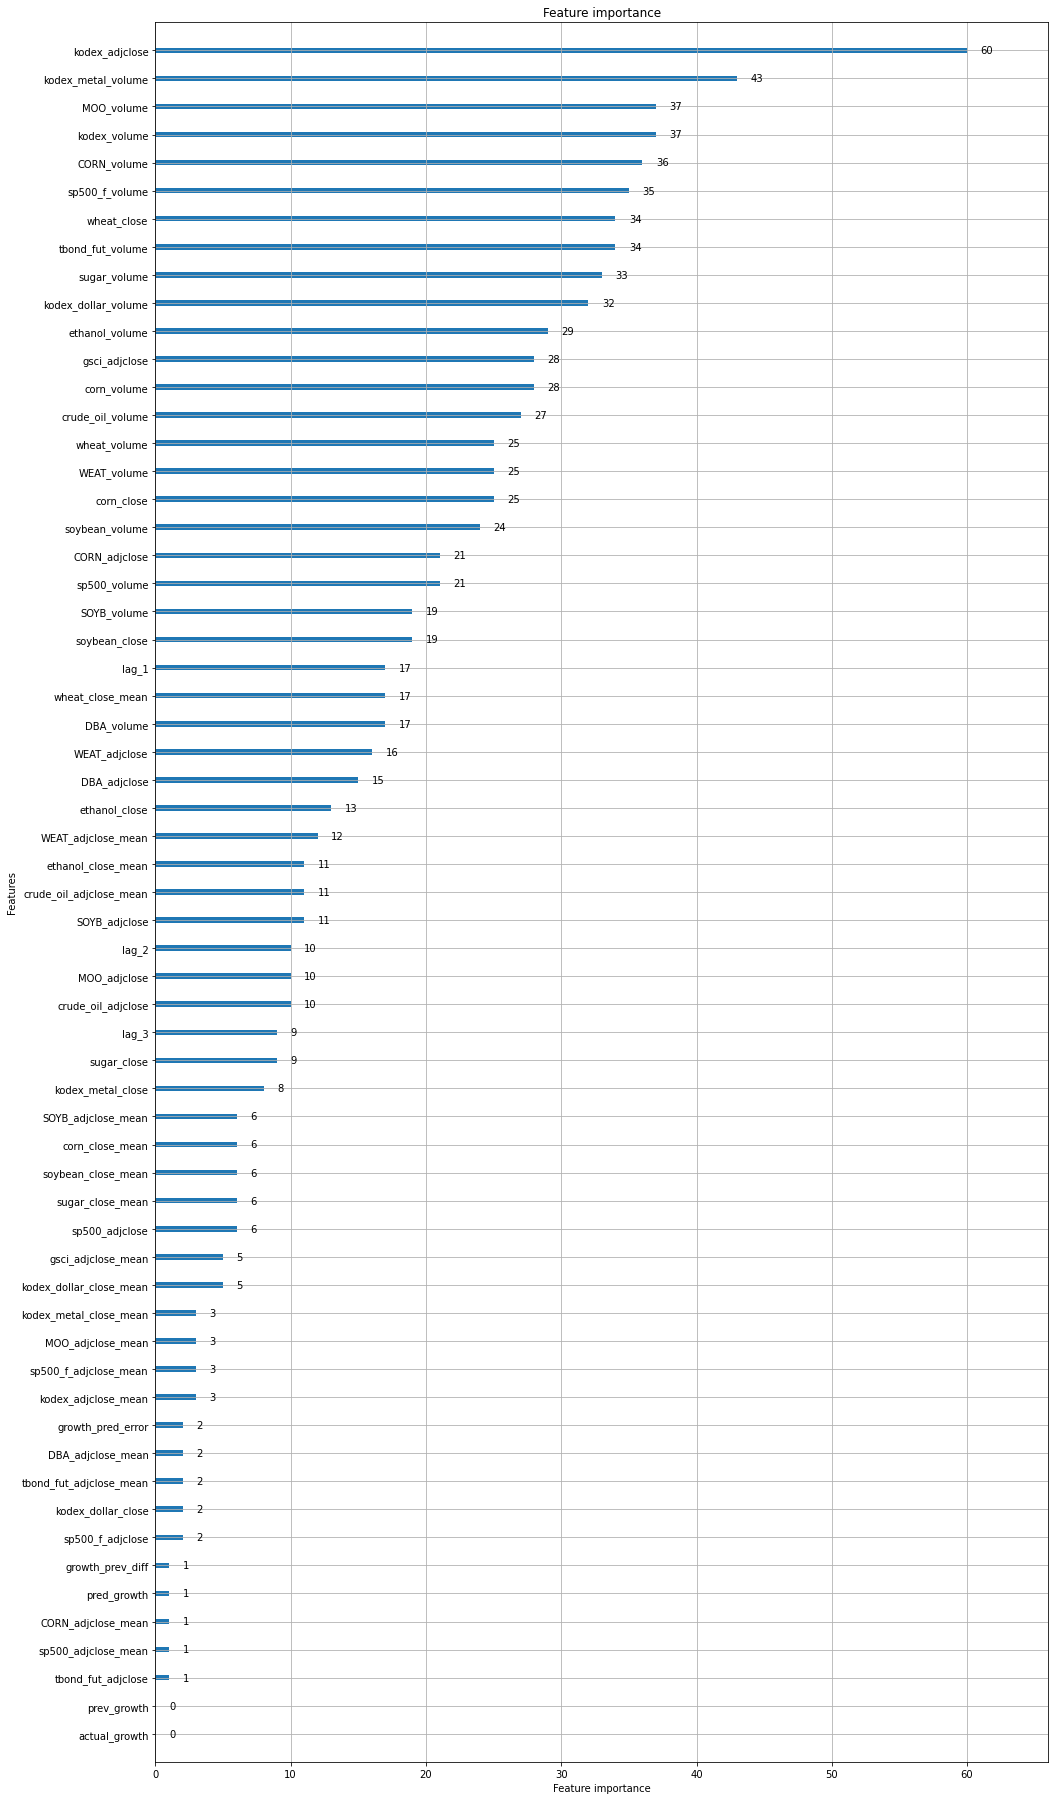 Feature importance
kodex_adjclose 60
kodex_metal_volume 43
MOO_volume 37
kodex_volume 37
CORN_volume 36
sp500_f_volume 35
wheat_close 34
tbond_fut_volume 34
sugar_volume 33
kodex_dollar_volume 32
ethanol_volume 29
gsci_adjclose 28
corn_volume 28
crude_oil_volume 27
wheat_volume 25
WEAT_volume 25
corn_close 25
soybean_volume 24
CORN_adjclose 21
sp500_volume 21
SOYB_volume 19
soybean_close 19
lag_1 17
wheat_close_mean 17
DBA_volume 17
WEAT_adjclose 16
DBA_adjclose 15
ethanol_close 13
WEAT_adjclose_mean 12
ethanol_close_mean 11
Features
crude_oil_adjclose_mean 11
SOYB_adjclose 11
lag_2 10
MOO_adjclose 10
crude_oil_adjclose 10
lag_3 9
sugar_close 9
kodex_metal_close 8
SOYB_adjclose_mean 6
corn_close_mean 6
soybean_close_mean 6
sugar_close_mean 6
sp500_adjclose 6
gsci_adjclose_mean 5
kodex_dollar_close_mean 5
kodex_metal_close_mean 3
MOO_adjclose_mean 3
sp500_f_adjclose_mean 3
kodex_adjclose_mean 3
growth_pred_error 2
DBA_adjclose_mean 2
tbond_fut_adjclose_mean 2
kodex_dollar_close 2
sp500_f_adjclose 2
growth_prev_diff 1
pred_growth 1
CORN_adjclose_mean 1
sp500_adjclose_mean 1
tbond_fut_adjclose 1
prev_growth 0
actual_growth 0
0 10 20 30 40 50 60
Feature importance